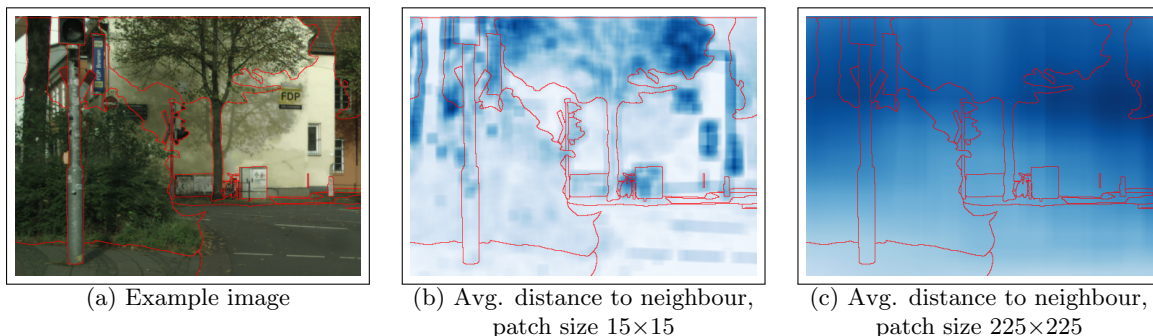 FDP
(a) Example image
(b) Avg. distance to neighbour,
patch size 15×15
(c) Avg. distance to neighbour,
patch size 225×225